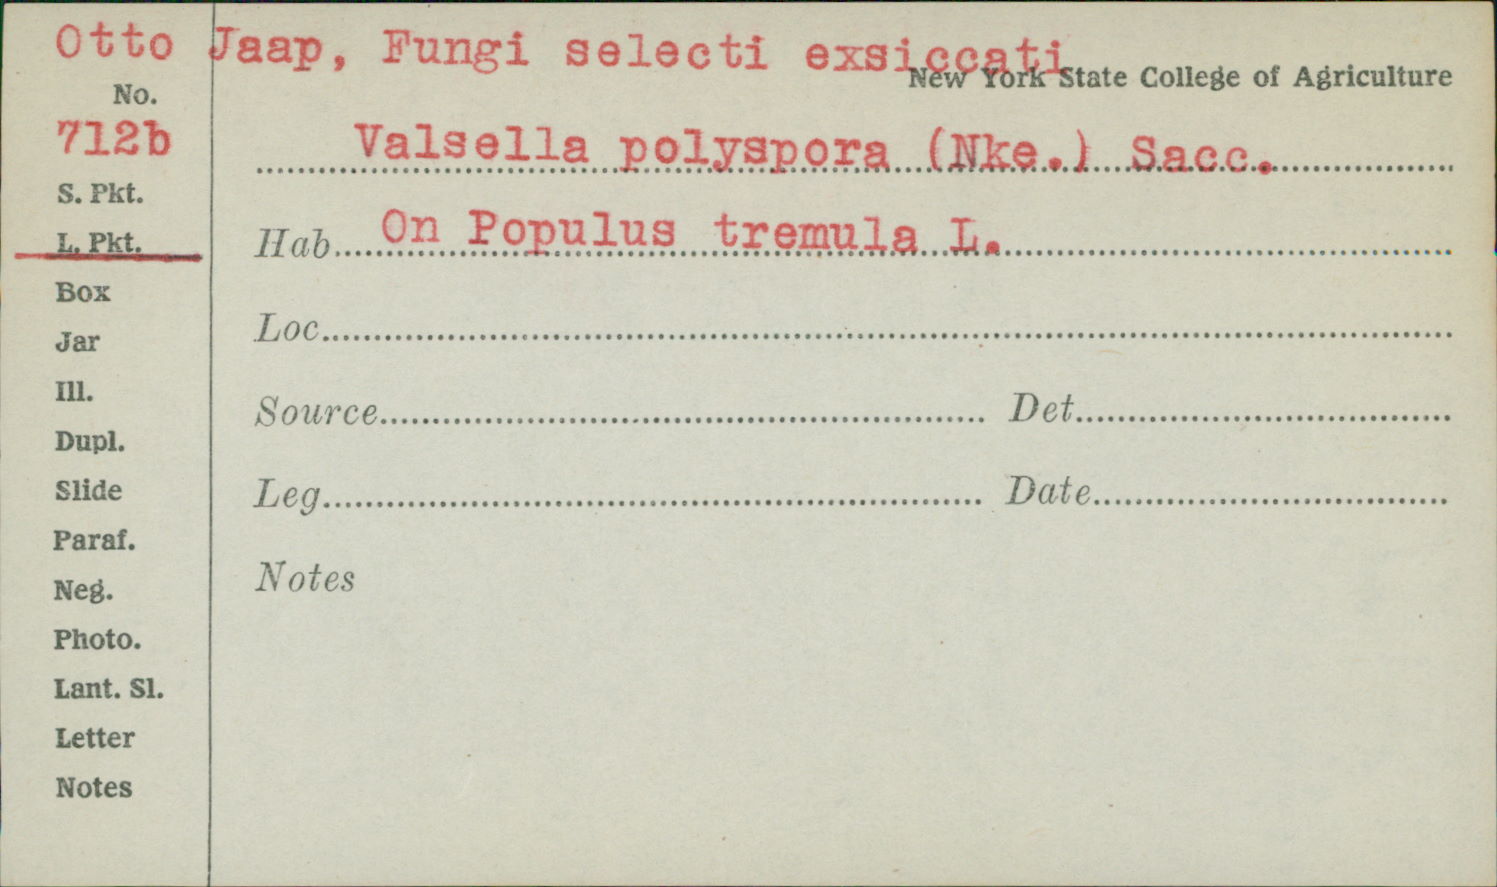 Otto Jaap, Fungi selecti exsiccati
New York State College of Agriculture
No.
712b
Valsella polyspora (Nke.) Sacc.
S. Pkt.
L. Pkt.
Hab. On Populus tremula L.
Box
Loc.
Jar
Ill.
Source Det.
Dupl.
Slide
Leg. Date
Paraf.
Neg.
Notes
Photo.
Lant. Sl.
Letter
Notes